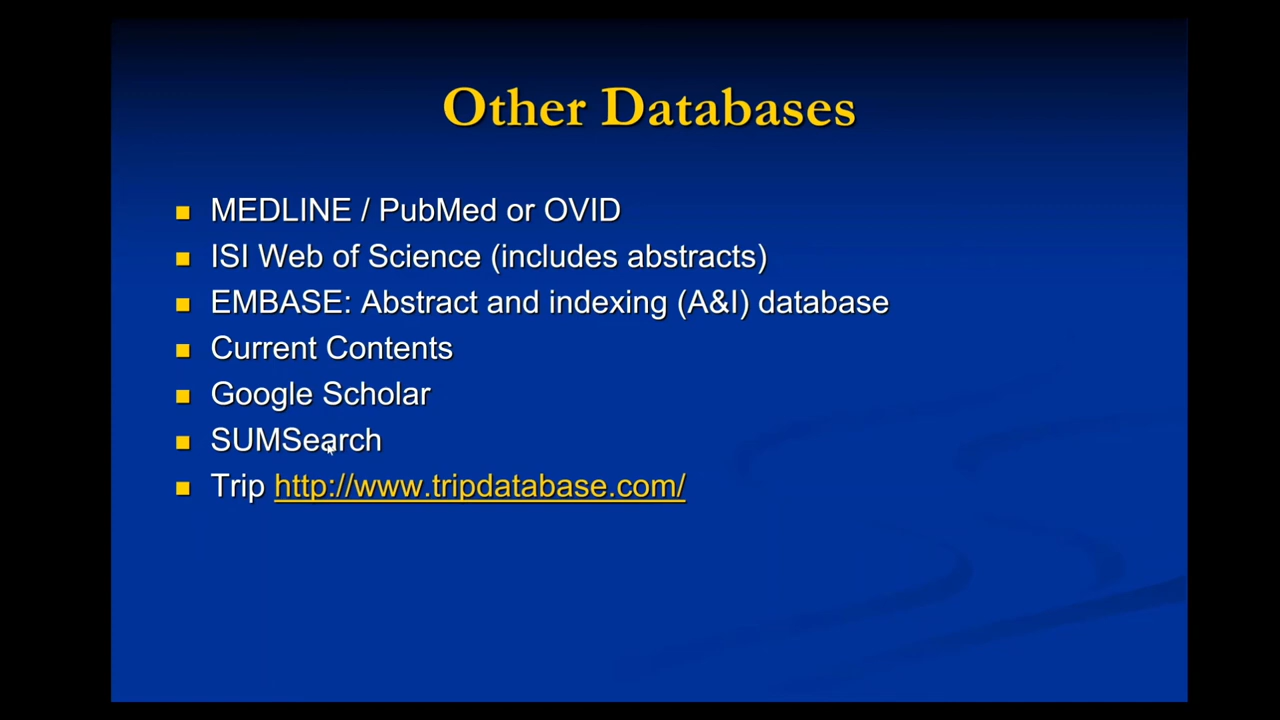 Other Databases
MEDLINE / PubMed or OVID
ISI Web of Science (includes abstracts)
EMBASE: Abstract and indexing (A&I) database
Current Contents
Google Scholar
SUMSearch
Trip http://www.tripdatabase.com/